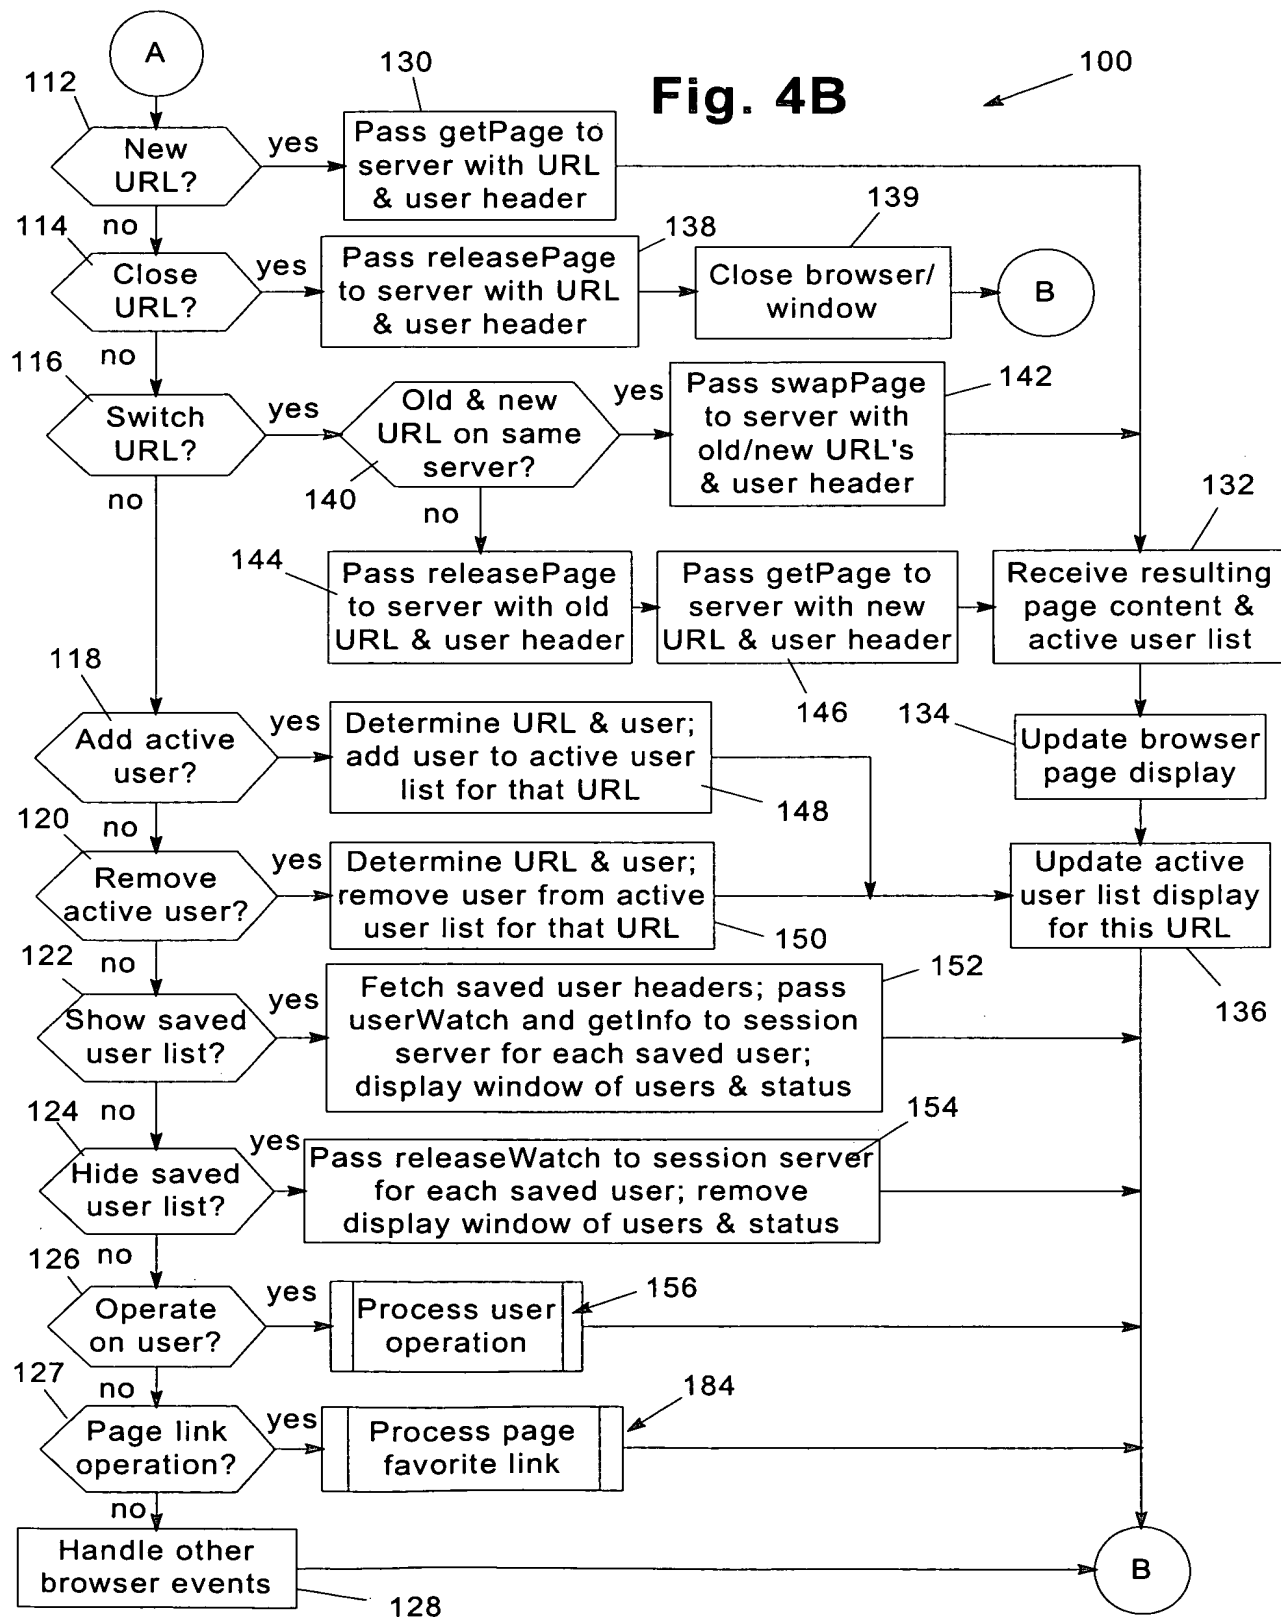 A
Fig. 4B
100
112
New
URL?
yes
130
Pass getPage to
server with URL
& user header
no
114
Close
URL?
yes
138
Pass releasePage
to server with URL
& user header
139
Close browser/
window
B
no
116
Switch
URL?
yes
Old & new
URL on same
server?
140
yes
Pass swapPage
to server with
old/new URL's
& user header
142
no
no
144
Pass releasePage
to server with old
URL & user header
Pass getPage to
server with new
URL & user header
146
132
Receive resulting
page content &
active user list
134
Update browser
page display
118
Add active
user?
yes
Determine URL & user;
add user to active user
list for that URL
148
no
120
Remove
active user?
yes
Determine URL & user;
remove user from active
user list for that URL
150
Update active
user list display
for this URL
136
no
122
Show saved
user list?
yes
Fetch saved user headers; pass
userWatch and getInfo to session
server for each saved user;
display window of users & status
152
no
124
Hide saved
user list?
yes
Pass releaseWatch to session server
for each saved user; remove
display window of users & status
154
no
126
Operate
on user?
yes
Process user
operation
156
no
127
Page link
operation?
yes
Process page
favorite link
184
no
Handle other
browser events
128
B